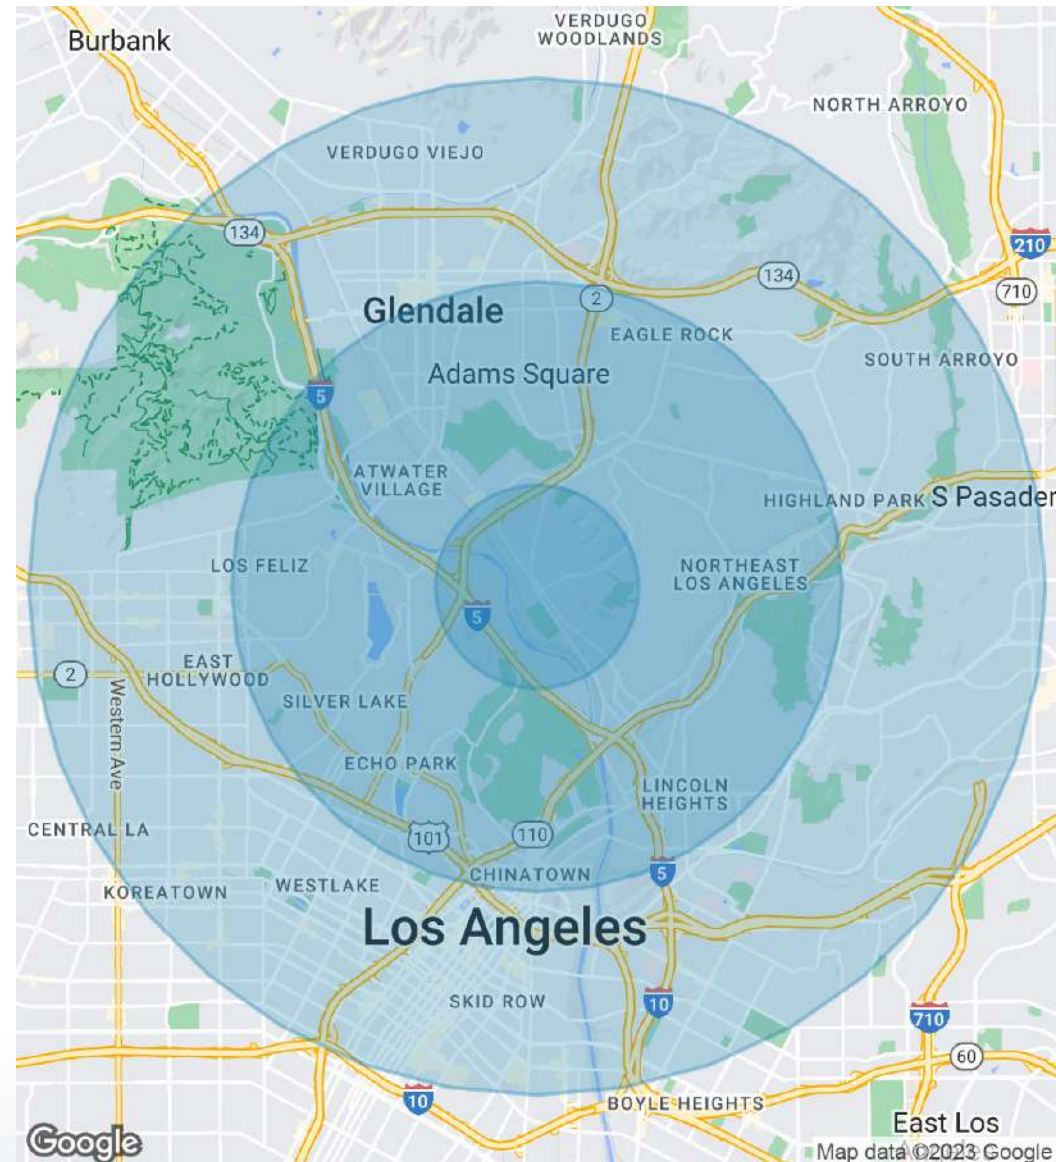 Burbank
VERDUGO
WOODLANDS
NORTH ARROYO
VERDUGO VIEJO
134
210
134
710
2
Glendale
EAGLE ROCK
SOUTH ARROYO
Adams Square
5
ATWATER
VILLAGE
HIGHLAND PARK
S Pasader
LOS FELIZ
NORTHEAST
LOS ANGELES
5
EAST
HOLLYWOOD
2
Western Ave
SILVER LAKE
ECHO PARK
LINCOLN
HEIGHTS
CENTRAL LA
101
110
CHINATOWN
5
WESTLAKE
KOREATOWN
Los Angeles
SKID ROW
10
710
60
10
BOYLE HEIGHTS
East Los
Google
Map data ©2023 Google